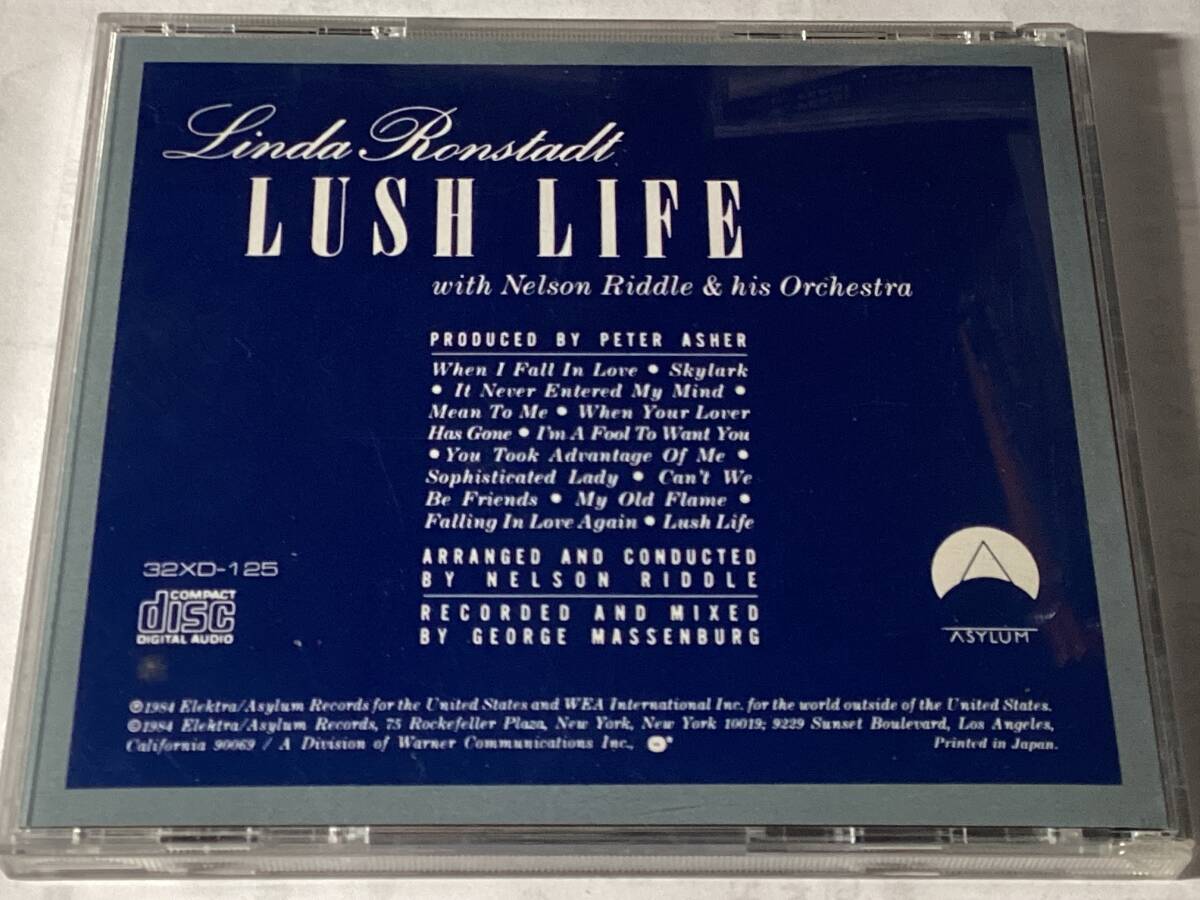 Linda Ronstadt
LUSH LIFE
with Nelson Riddle & his Orchestra
PRODUCED BY PETER ASHER
When I Fall In Love • Skylark
• It Never Entered My Mind •
Mean To Me • When Your Lover
Has Gone • I'm A Fool To Want You
• You Took Advantage Of Me •
Sophisticated Lady • Can't We
Be Friends • My Old Flame •
Falling In Love Again • Lush Life
ARRANGED AND CONDUCTED
BY NELSON RIDDLE
RECORDED AND MIXED
BY GEORGE MASSENBURG
32XD-125
COMPACT
disc
DIGITAL AUDIO
ASYLUM
℗1984 Elektra/Asylum Records for the United States and WEA International Inc. for the world outside of the United States.
©1984 Elektra/Asylum Records, 75 Rockefeller Plaza, New York, New York 10019; 9229 Sunset Boulevard, Los Angeles,
California 90069 / A Division of Warner Communications Inc., Printed in Japan.